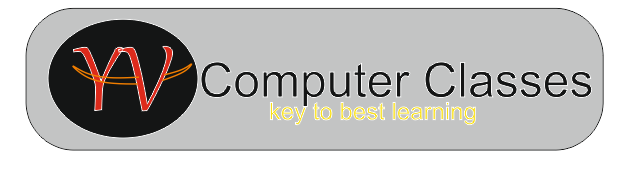 YV Computer Classes
key to best learning